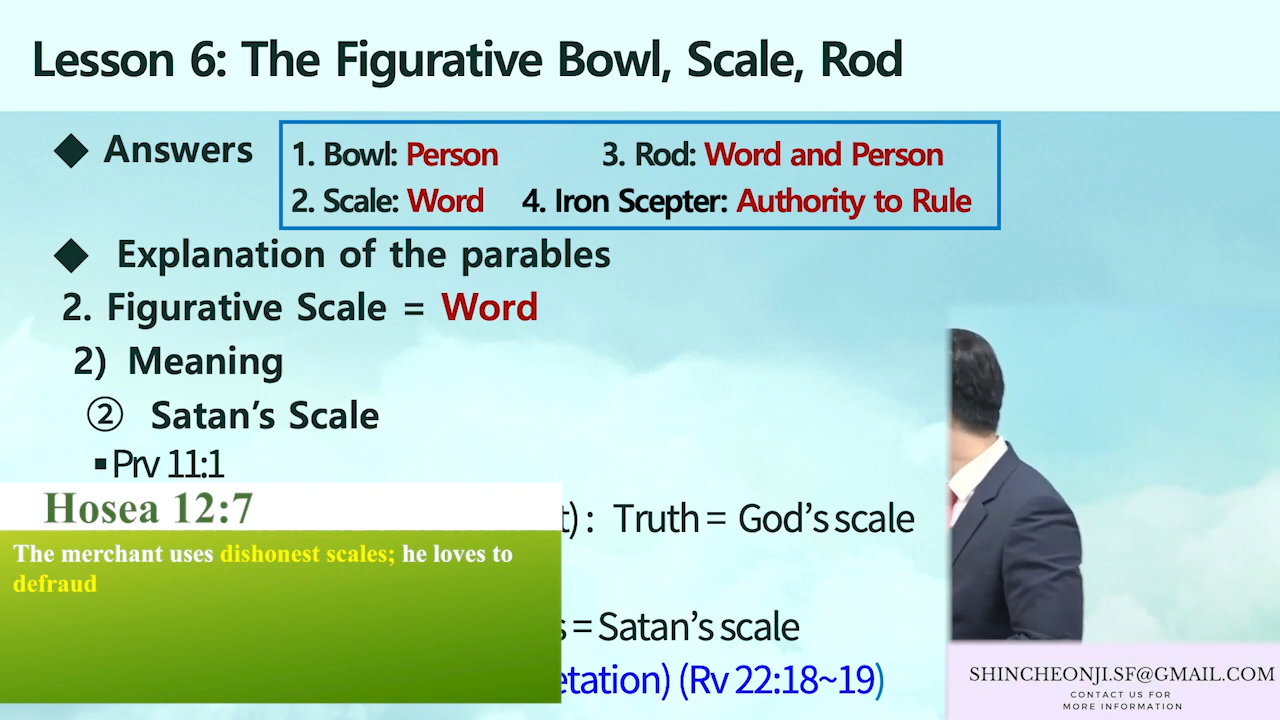 Lesson 6: The Figurative Bowl, Scale, Rod
◆ Answers
1. Bowl: Person 3. Rod: Word and Person
2. Scale: Word 4. Iron Scepter: Authority to Rule
◆ Explanation of the parables
2. Figurative Scale = Word
2) Meaning
② Satan’s Scale
▪Prv 11:1
Hosea 12:7
The merchant uses dishonest scales; he loves to
defraud
t) : Truth = God’s scale
s = Satan’s scale
etation) (Rv 22:18~19)
SHINCHEONJI.SF@GMAIL.COM
CONTACT US FOR
MORE INFORMATION